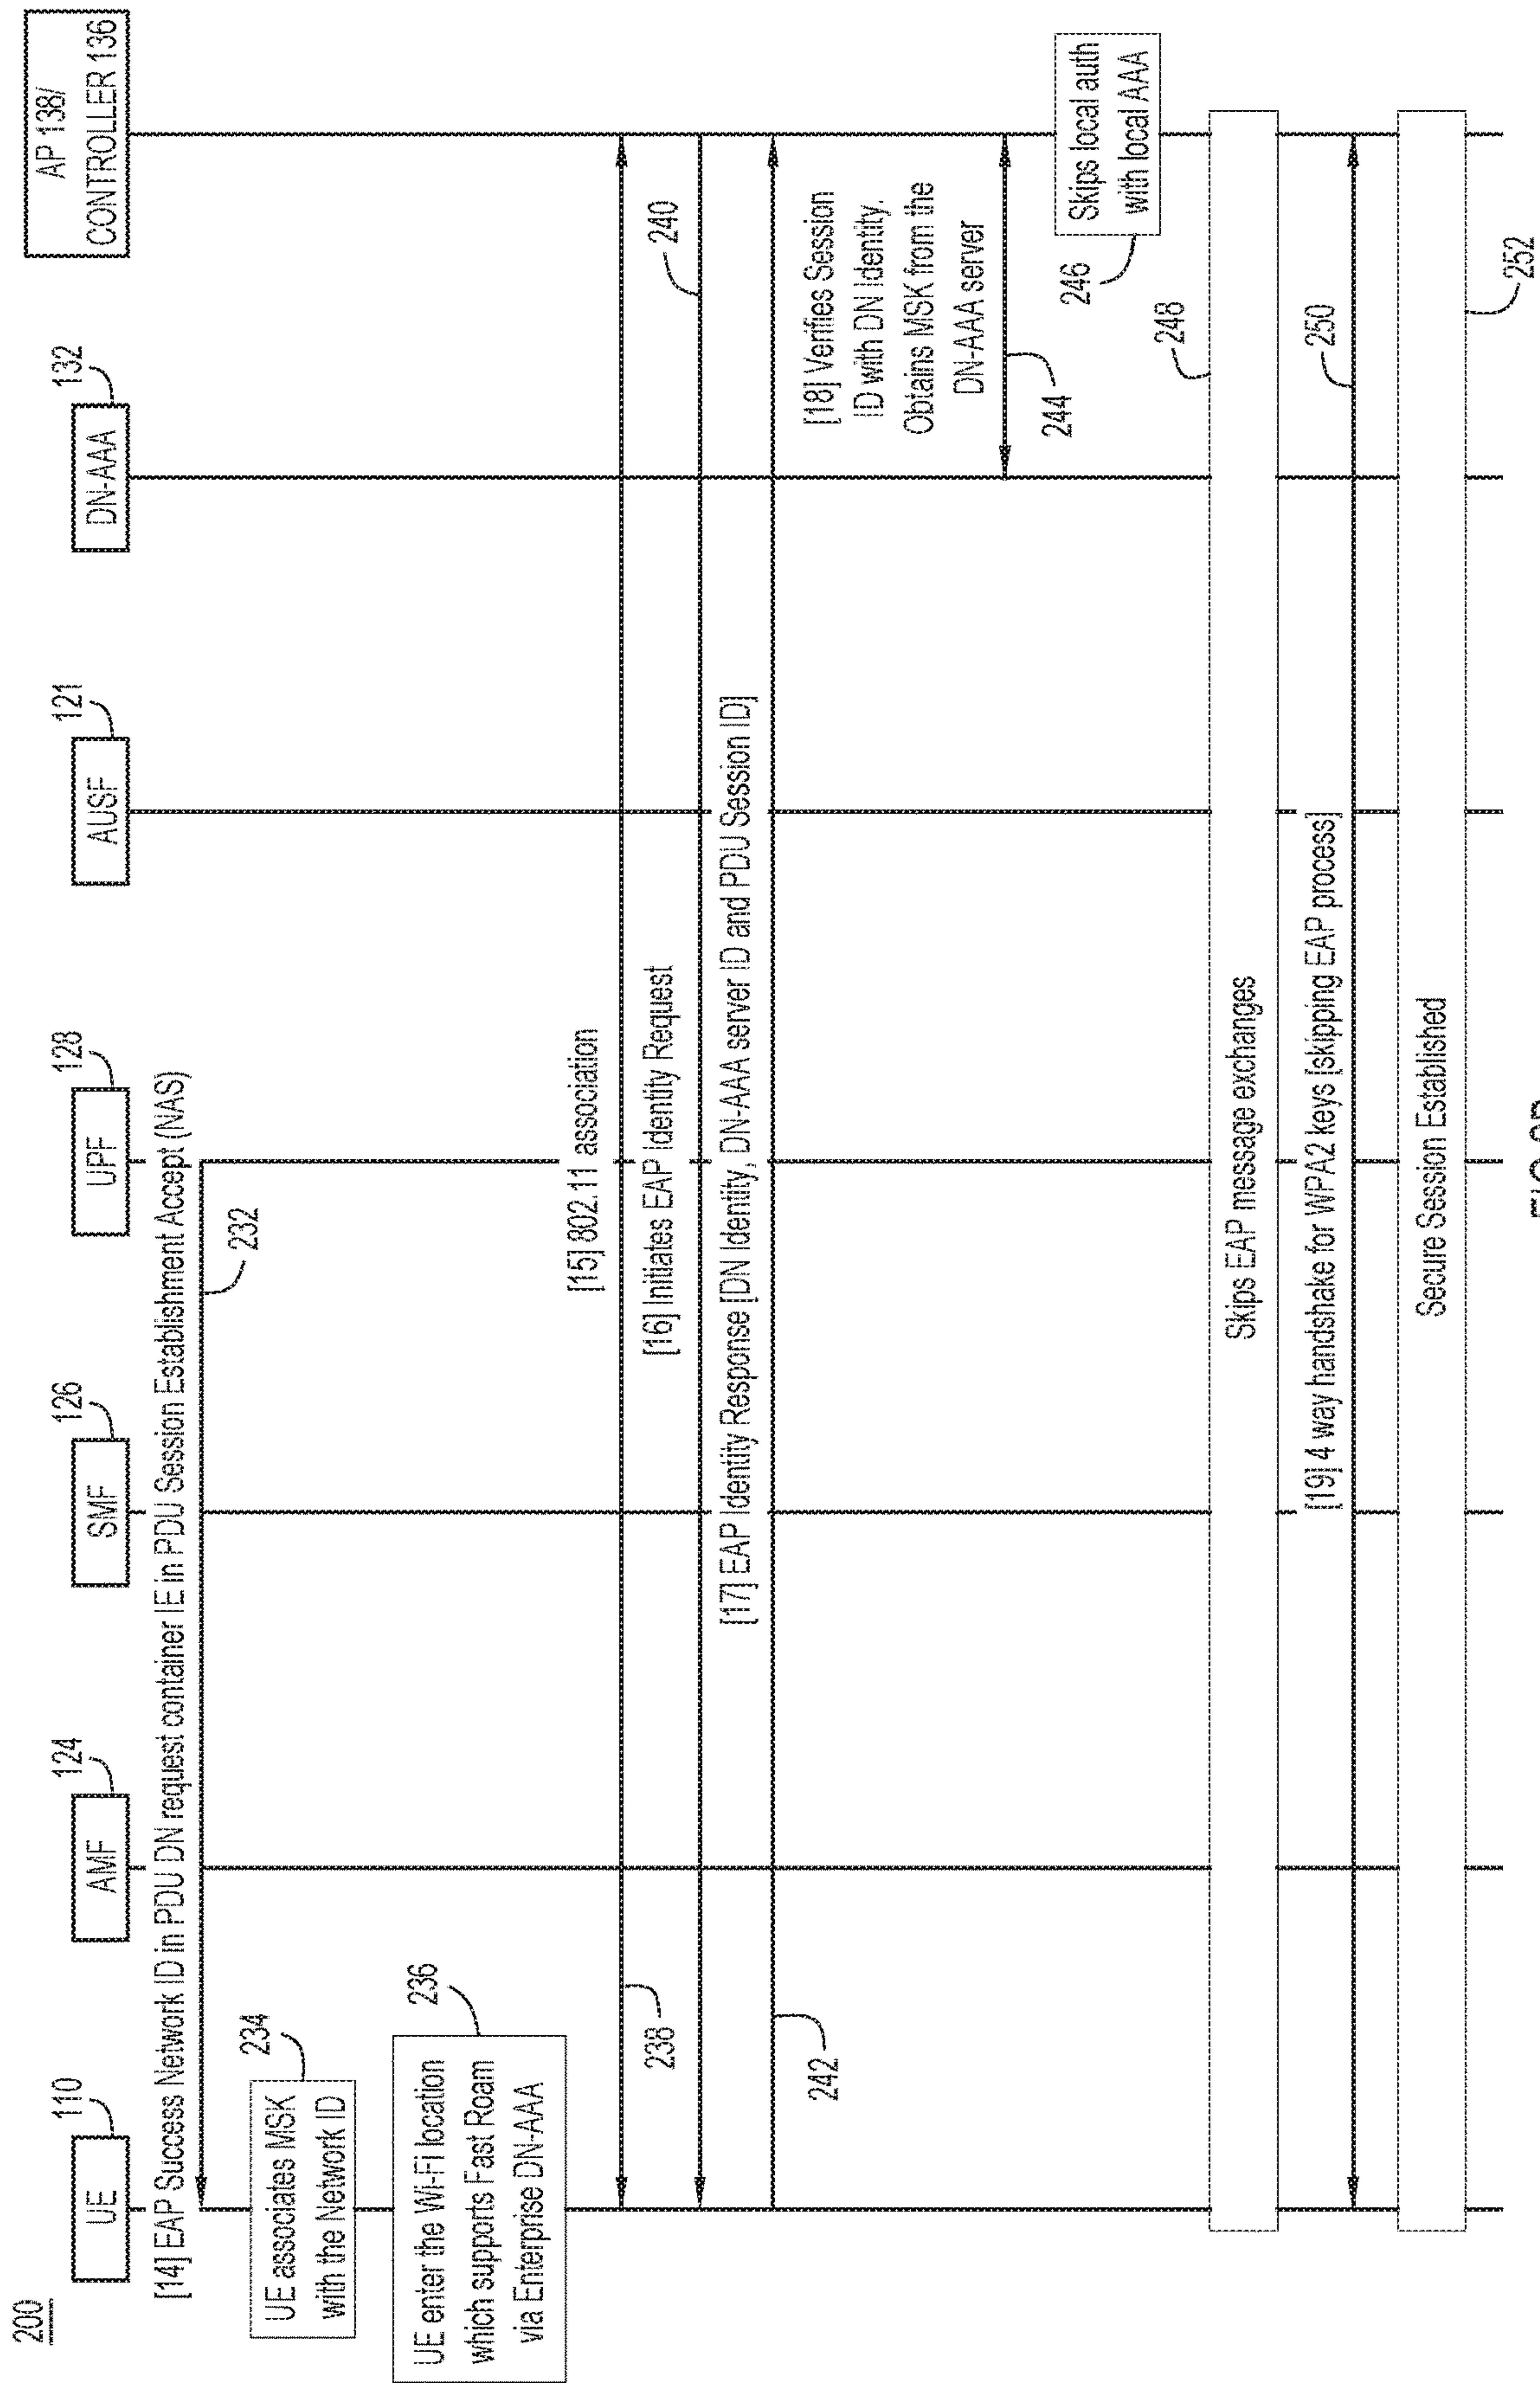 200
UE
110
AMF
124
SMF
126
UPF
128
AUSF
121
DN-AAA
132
AP 138/
CONTROLLER 136
[14] EAP Success Network ID in PDU DN request container IE in PDU Session Establishment Accept (NAS)
232
UE associates MSK
with the Network ID
234
UE enter the Wi-Fi location
which supports Fast Roam
via Enterprise DN-AAA
236
[15] 802.11 association
238
[16] Initiates EAP Identity Request
240
[17] EAP Identity Response [DN Identity, DN-AAA server ID and PDU Session ID]
242
[18] Verifies Session
ID with DN Identity.
Obtains MSK from the
DN-AAA server
244
Skips local auth
with local AAA
246
Skips EAP message exchanges
248
[19] 4 way handshake for WPA2 keys [skipping EAP process]
250
Secure Session Established
252